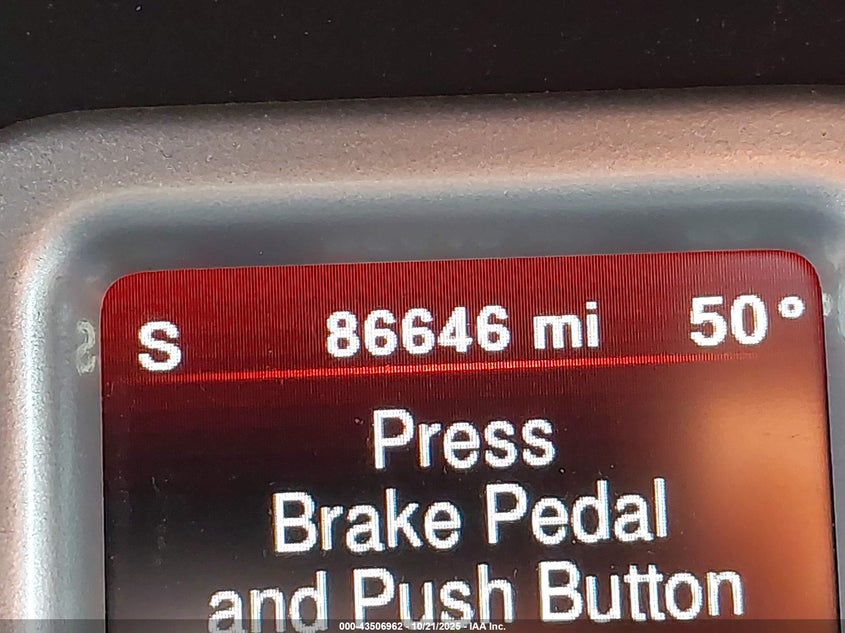 S 86646 mi 50°
Press
Brake Pedal
and Push Button
000-43506962 - 10/21/2025 - IAA Inc.